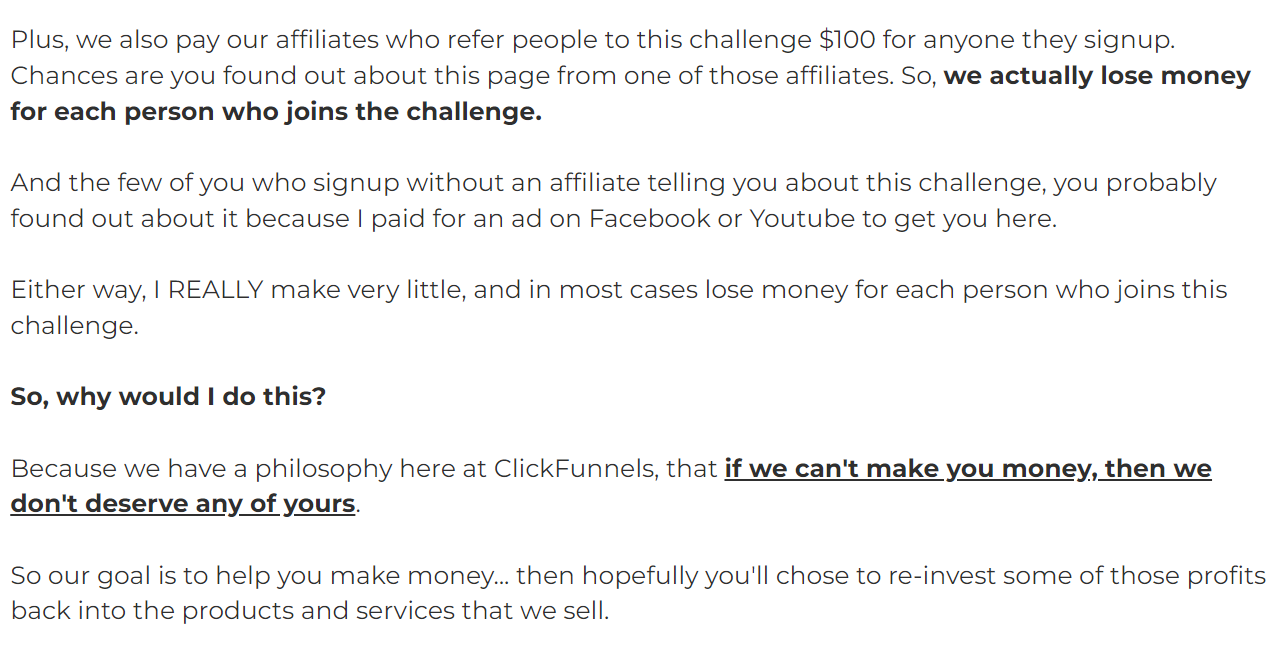 Plus, we also pay our affiliates who refer people to this challenge $100 for anyone they signup.
Chances are you found out about this page from one of those affiliates. So, we actually lose money
for each person who joins the challenge.
And the few of you who signup without an affiliate telling you about this challenge, you probably
found out about it because I paid for an ad on Facebook or Youtube to get you here.
Either way, I REALLY make very little, and in most cases lose money for each person who joins this
challenge.
So, why would I do this?
Because we have a philosophy here at ClickFunnels, that if we can't make you money, then we
don't deserve any of yours.
So our goal is to help you make money... then hopefully you'll chose to re-invest some of those profits
back into the products and services that we sell.